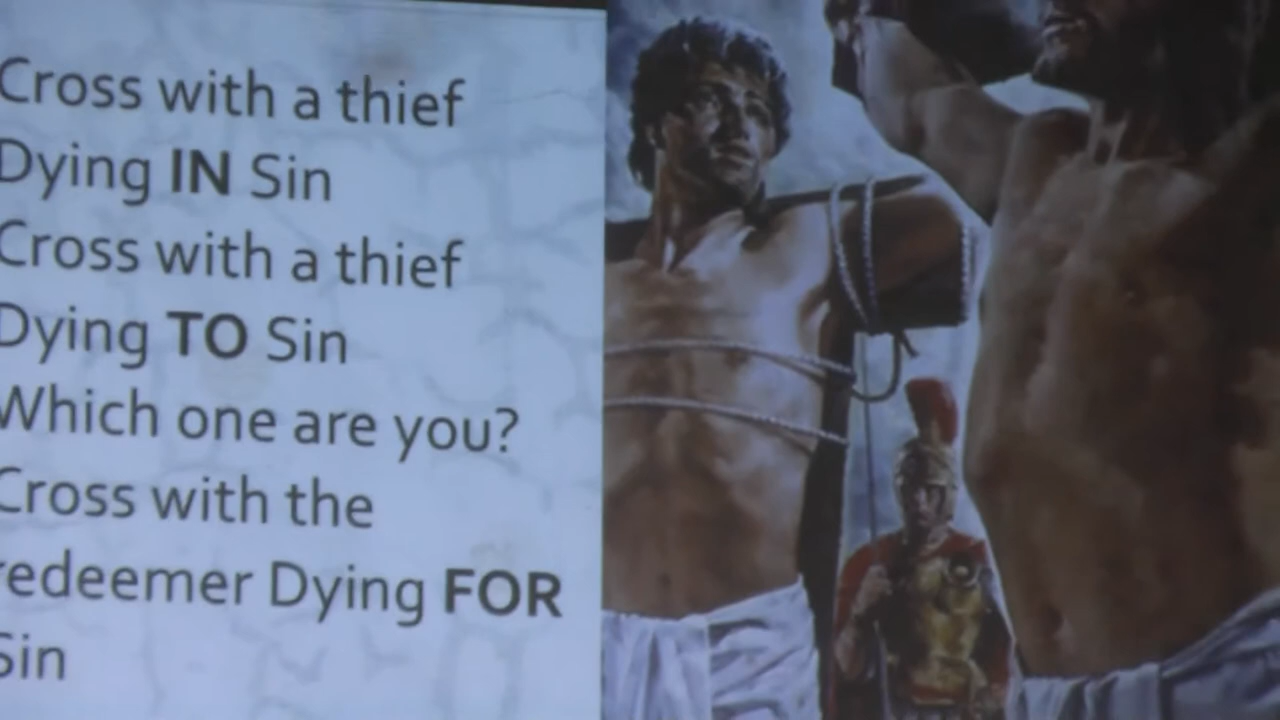 Cross with a thief
Dying IN Sin
Cross with a thief
Dying TO Sin
Which one are you?
Cross with the
redeemer Dying FOR
Sin